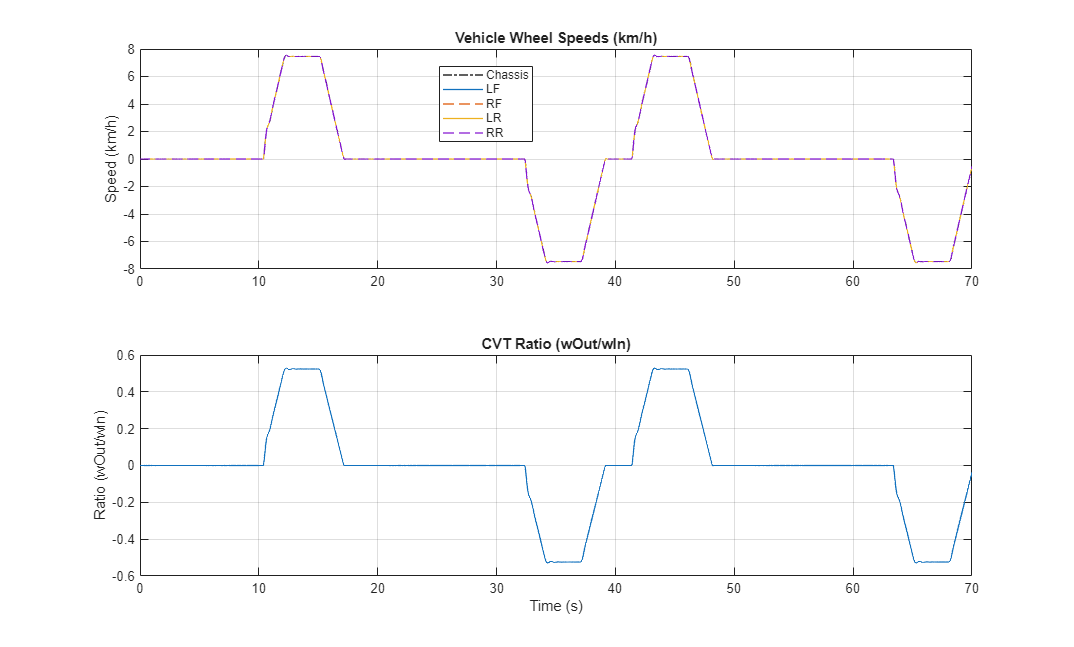 Vehicle Wheel Speeds (km/h)
8
6
4
2
0
-2
-4
-6
-8
Speed (km/h)
Chassis
LF
RF
LR
RR
0 10 20 30 40 50 60 70
CVT Ratio (wOut/wIn)
0.6
0.4
0.2
0
-0.2
-0.4
-0.6
Ratio (wOut/wIn)
0 10 20 30 40 50 60 70
Time (s)